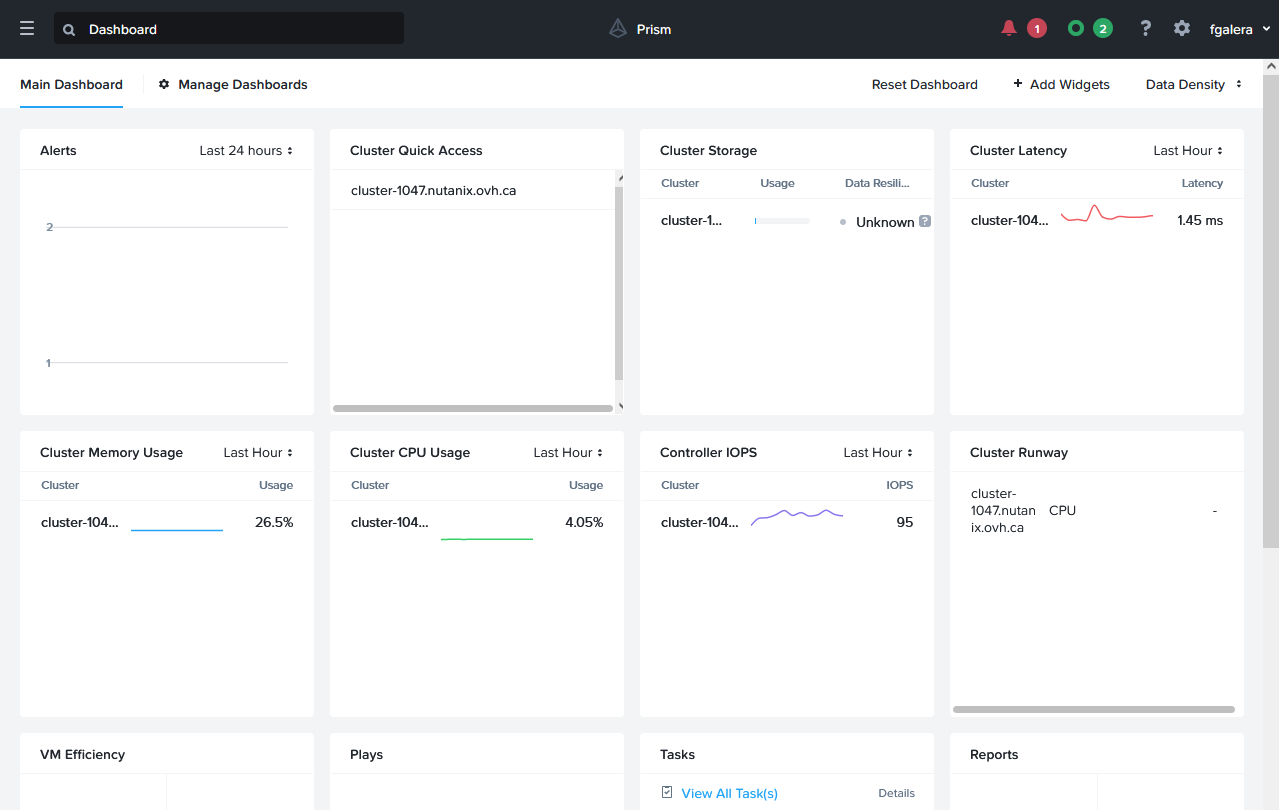 Dashboard
Prism
1
2
?
fgalera
Main Dashboard
Manage Dashboards
Reset Dashboard
+ Add Widgets
Data Density
Alerts
Last 24 hours
2
1
Cluster Quick Access
cluster-1047.nutanix.ovh.ca
Cluster Storage
Cluster Usage Data Resili...
cluster-1... Unknown ?
Cluster Latency
Last Hour
Cluster Latency
cluster-104... 1.45 ms
Cluster Memory Usage
Last Hour
Cluster Usage
cluster-104... 26.5%
Cluster CPU Usage
Last Hour
Cluster Usage
cluster-104... 4.05%
Controller IOPS
Last Hour
Cluster IOPS
cluster-104... 95
Cluster Runway
cluster-
1047.nutan CPU -
ix.ovh.ca
VM Efficiency
Plays
Tasks
View All Task(s) Details
Reports